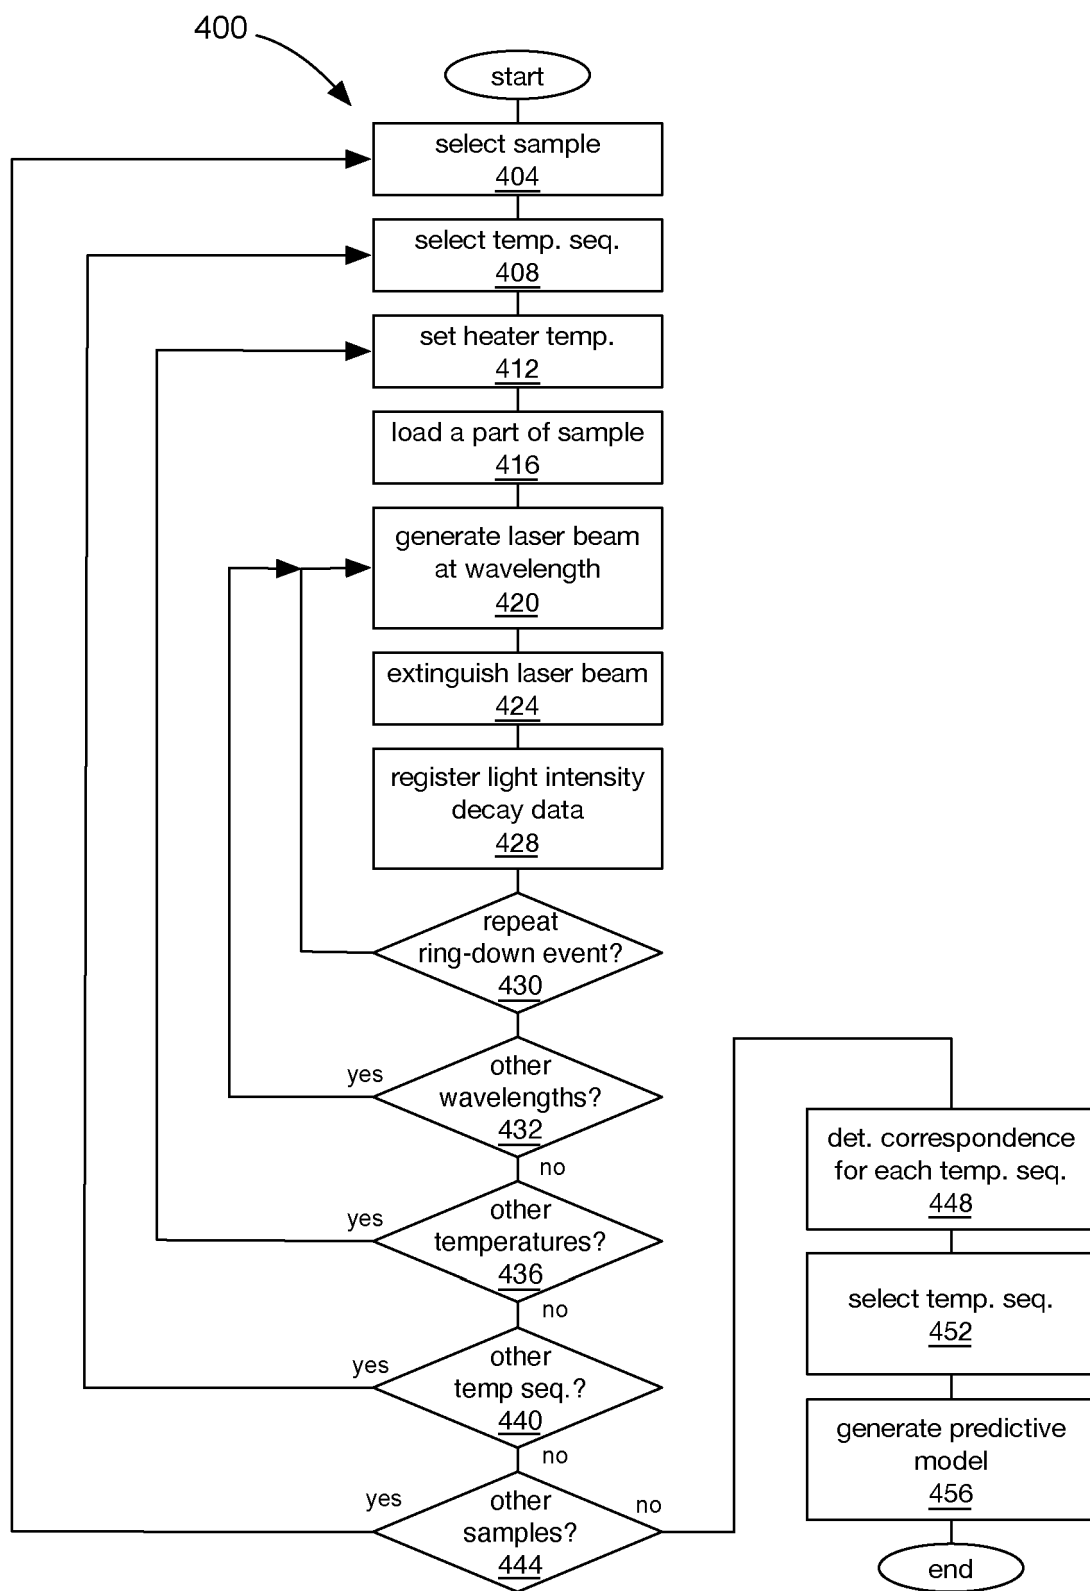 400
start
select sample
404
select temp. seq.
408
set heater temp.
412
load a part of sample
416
generate laser beam
at wavelength
420
extinguish laser beam
424
register light intensity
decay data
428
repeat
ring-down event?
430
yes
other
wavelengths?
432
no
yes
other
temperatures?
436
no
yes
other
temp seq.?
440
no
yes
other
samples?
444
no
det. correspondence
for each temp. seq.
448
select temp. seq.
452
generate predictive
model
456
end